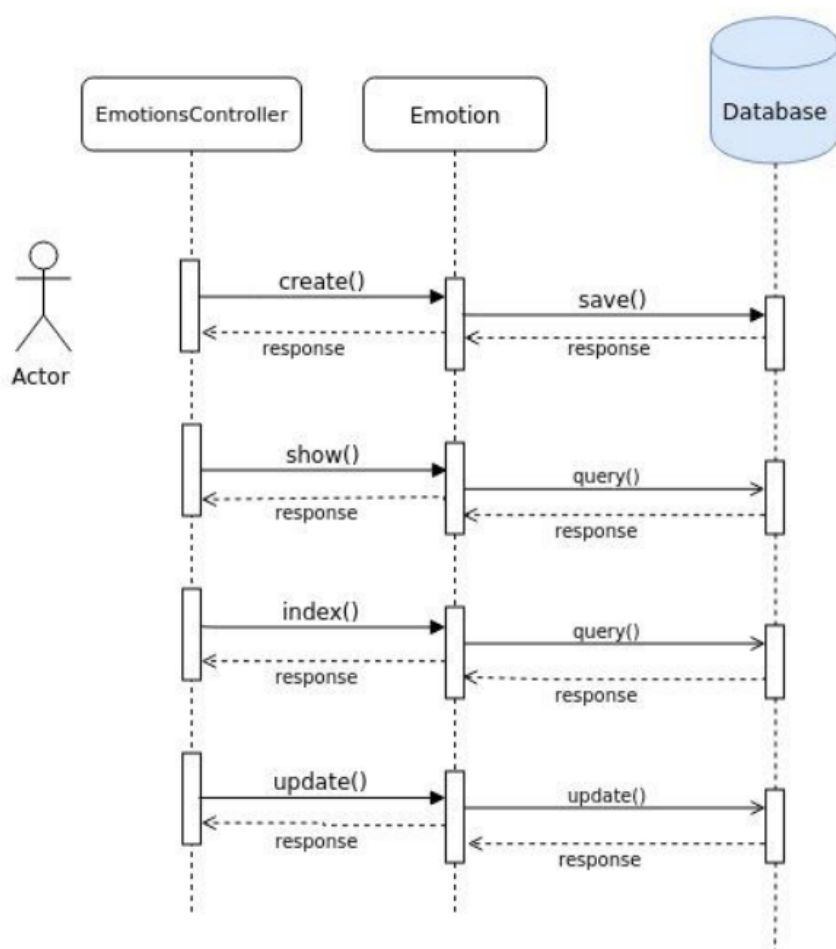 EmotionsController
Emotion
Database
Actor
create()
save()
response
response
show()
query()
response
response
index()
query()
response
response
update()
update()
response
response